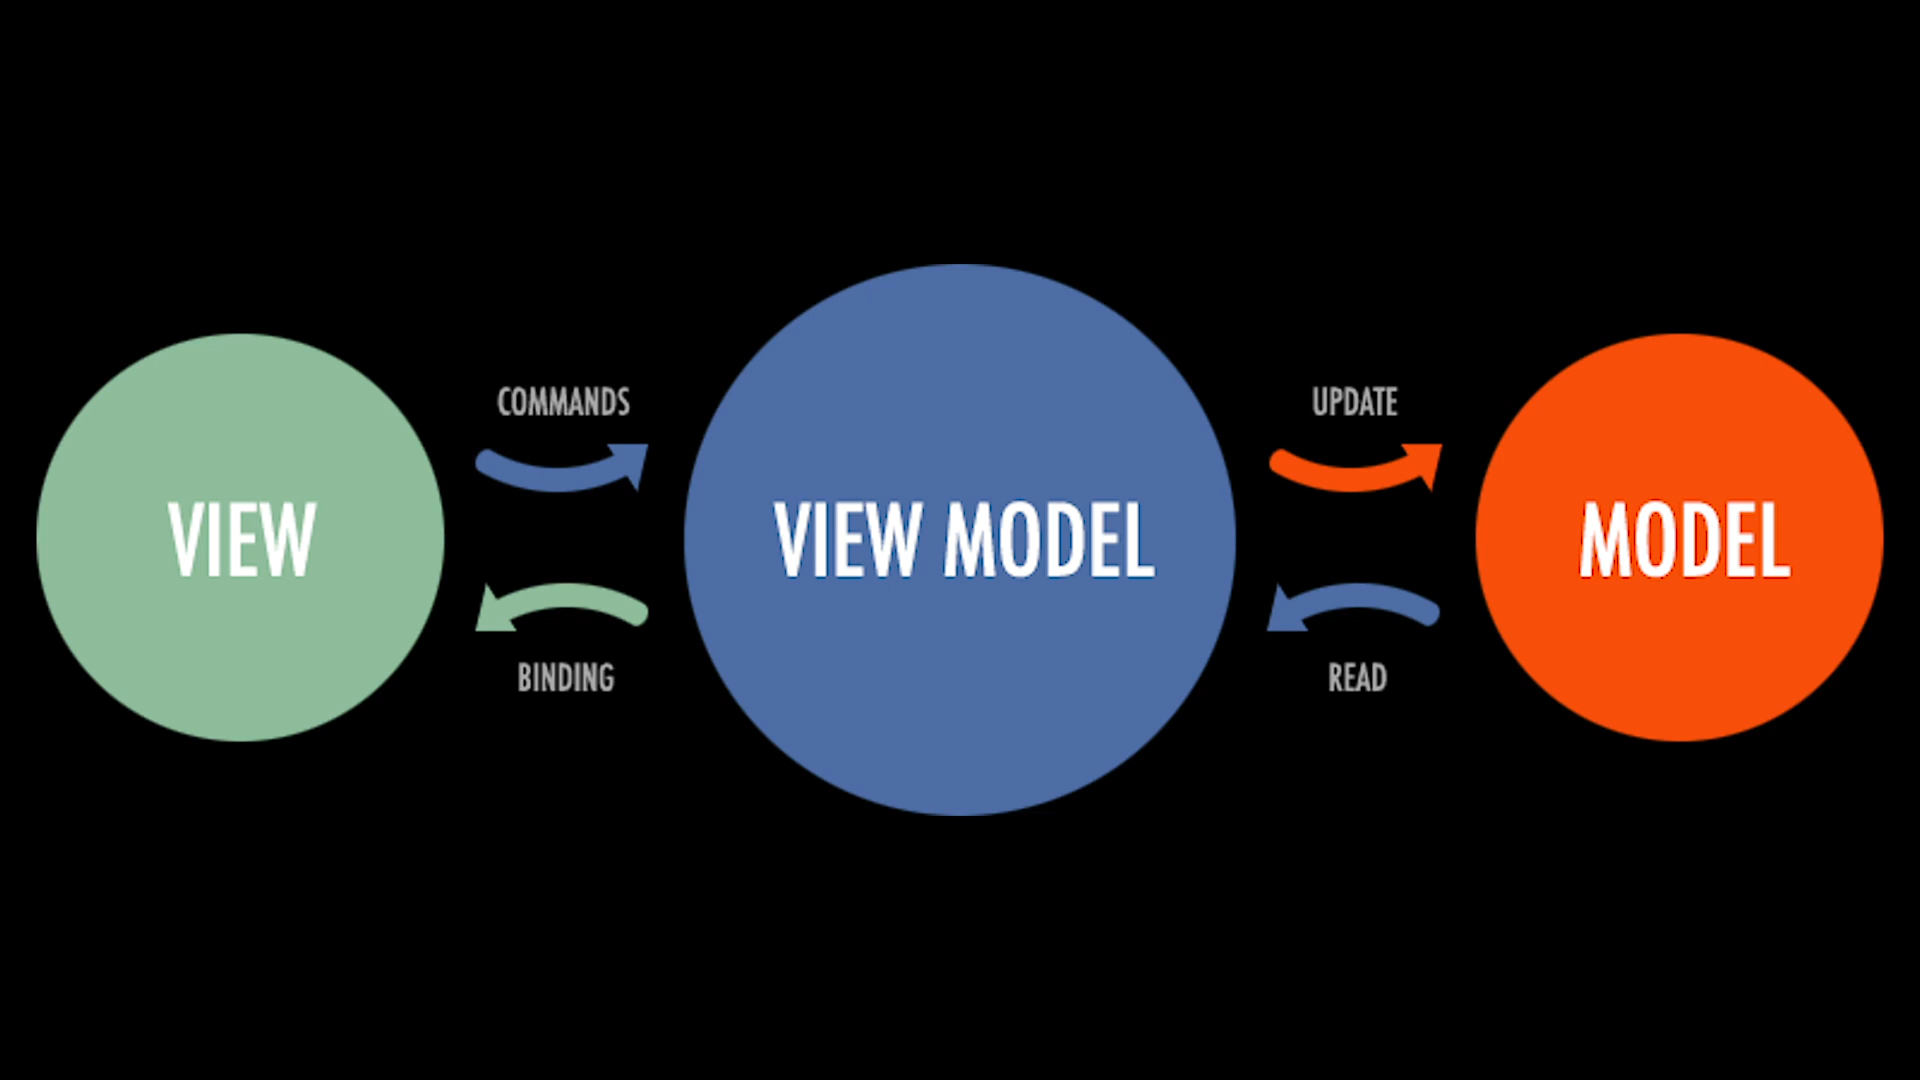 COMMANDS
UPDATE
VIEW
VIEW MODEL
MODEL
BINDING
READ